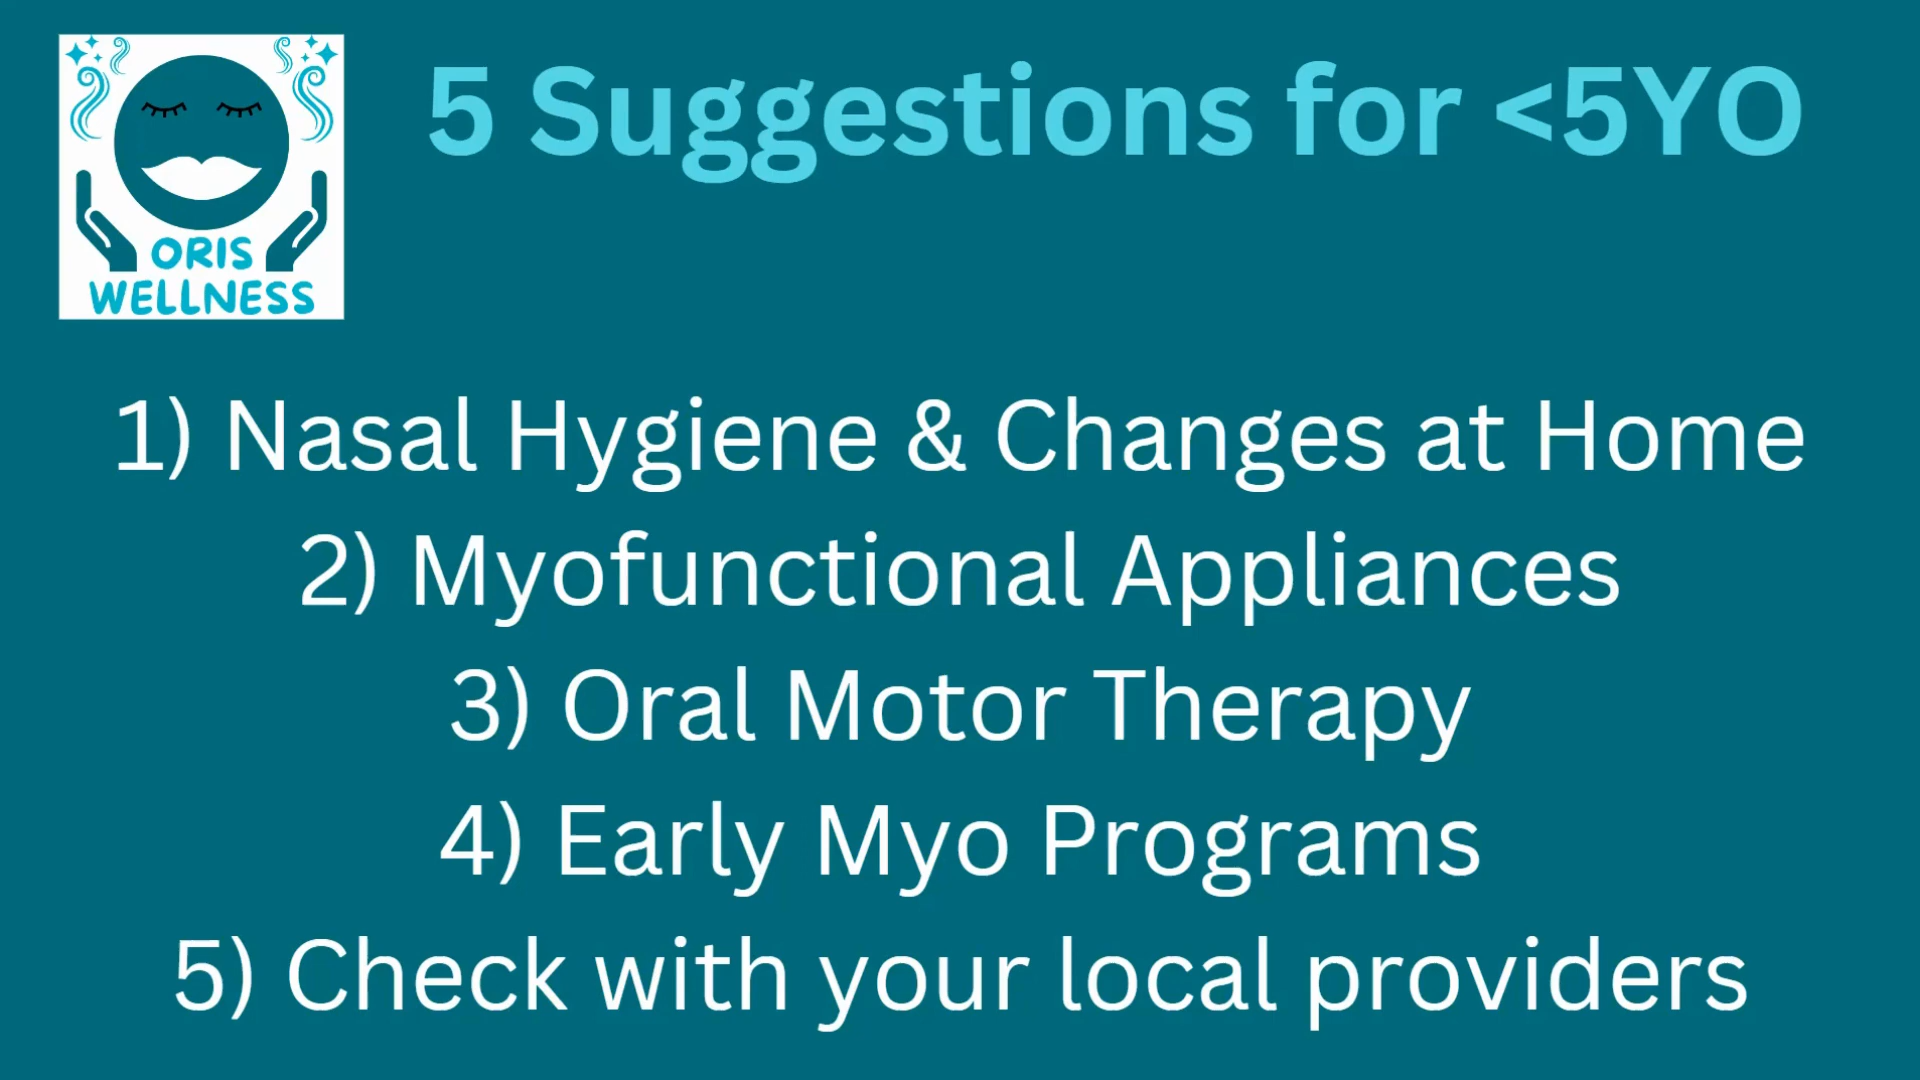 ORIS
WELLNESS
5 Suggestions for <5YO
1) Nasal Hygiene & Changes at Home
2) Myofunctional Appliances
3) Oral Motor Therapy
4) Early Myo Programs
5) Check with your local providers